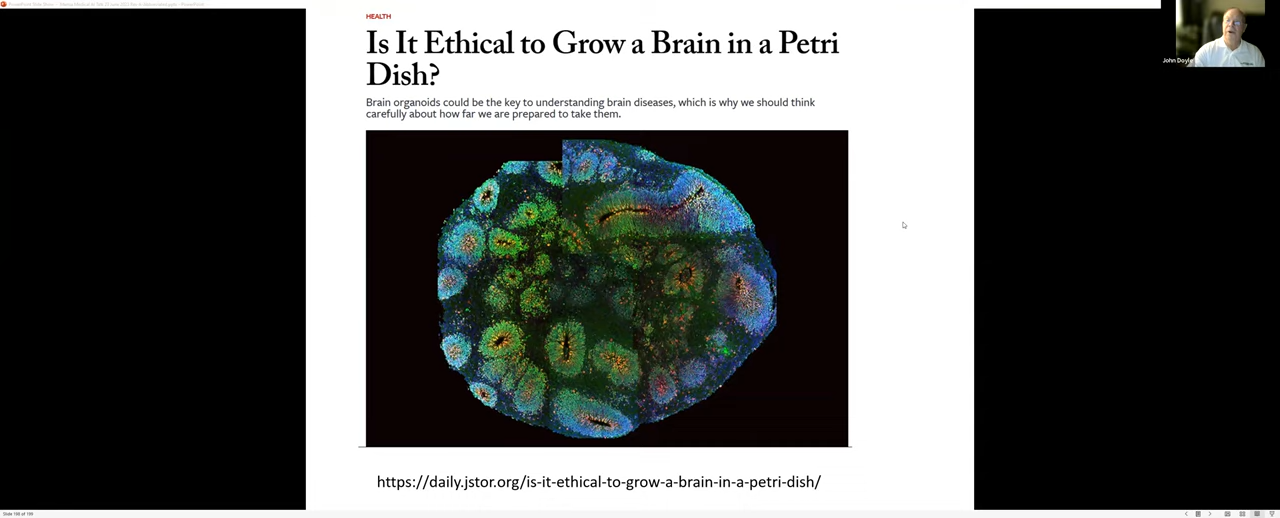 HEALTH
Is It Ethical to Grow a Brain in a Petri
Dish?
Brain organoids could be the key to understanding brain diseases, which is why we should think
carefully about how far we are prepared to take them.
John Doyle
https://daily.jstor.org/is-it-ethical-to-grow-a-brain-in-a-petri-dish/